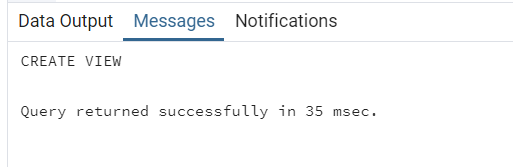 Data Output Messages Notifications
CREATE VIEW
Query returned successfully in 35 msec.